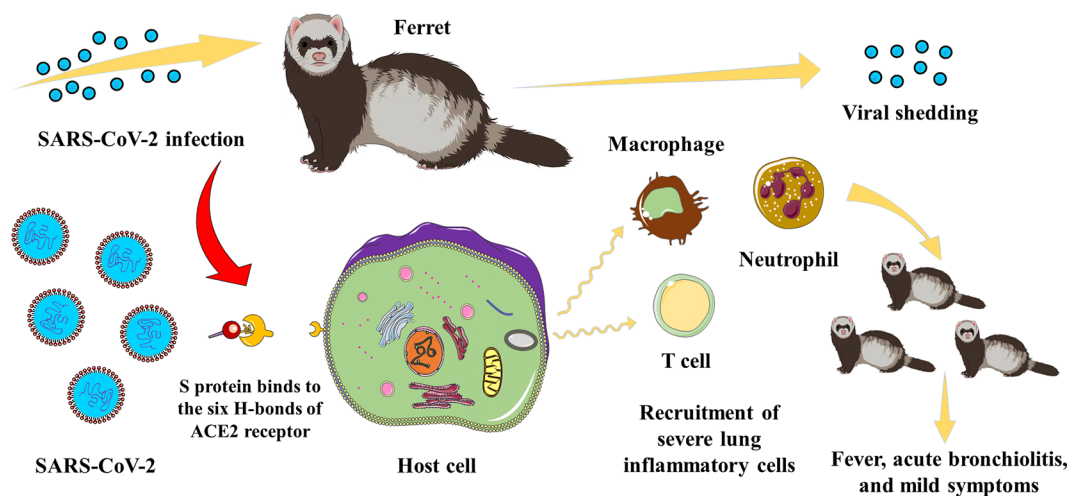 Ferret
SARS-CoV-2 infection
Viral shedding
Macrophage
Neutrophil
T cell
S protein binds to
the six H-bonds of
ACE2 receptor
SARS-CoV-2
Host cell
Recruitment of
severe lung
inflammatory cells
Fever, acute bronchiolitis,
and mild symptoms